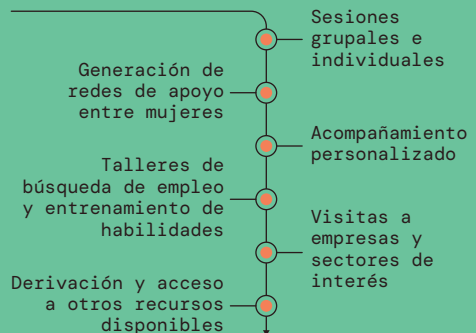 Sesiones
grupales e
individuales
Generación de
redes de apoyo
entre mujeres
Acompañamiento
personalizado
Talleres de
búsqueda de empleo
y entrenamiento de
habilidades
Visitas a
empresas y
sectores de
interés
Derivación y acceso
a otros recursos
disponibles